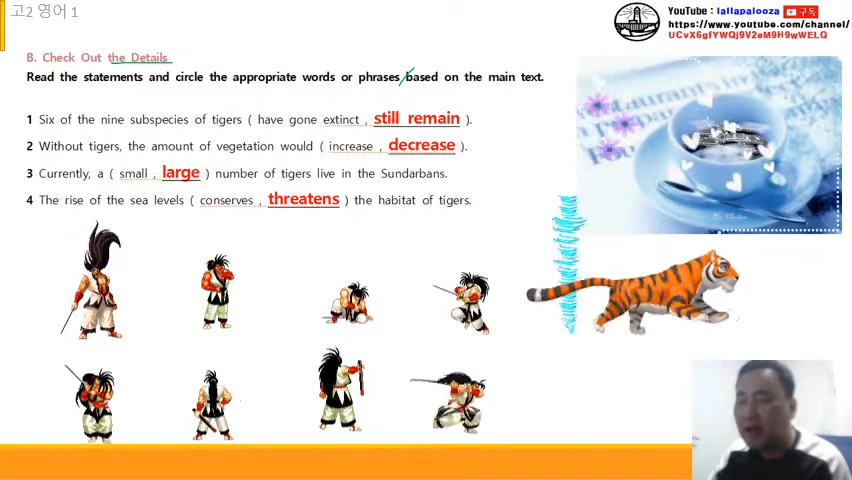 고2 영어 1
YouTube : lallapalooza 구독
https://www.youtube.com/channel/
UCvX6gfYWQj9V2eM9H9wWELQ
B. Check Out the Details
Read the statements and circle the appropriate words or phrases based on the main text.
1 Six of the nine subspecies of tigers ( have gone extinct , still remain ).
2 Without tigers, the amount of vegetation would ( increase , decrease ).
3 Currently, a ( small , large ) number of tigers live in the Sundarbans.
4 The rise of the sea levels ( conserves , threatens ) the habitat of tigers.